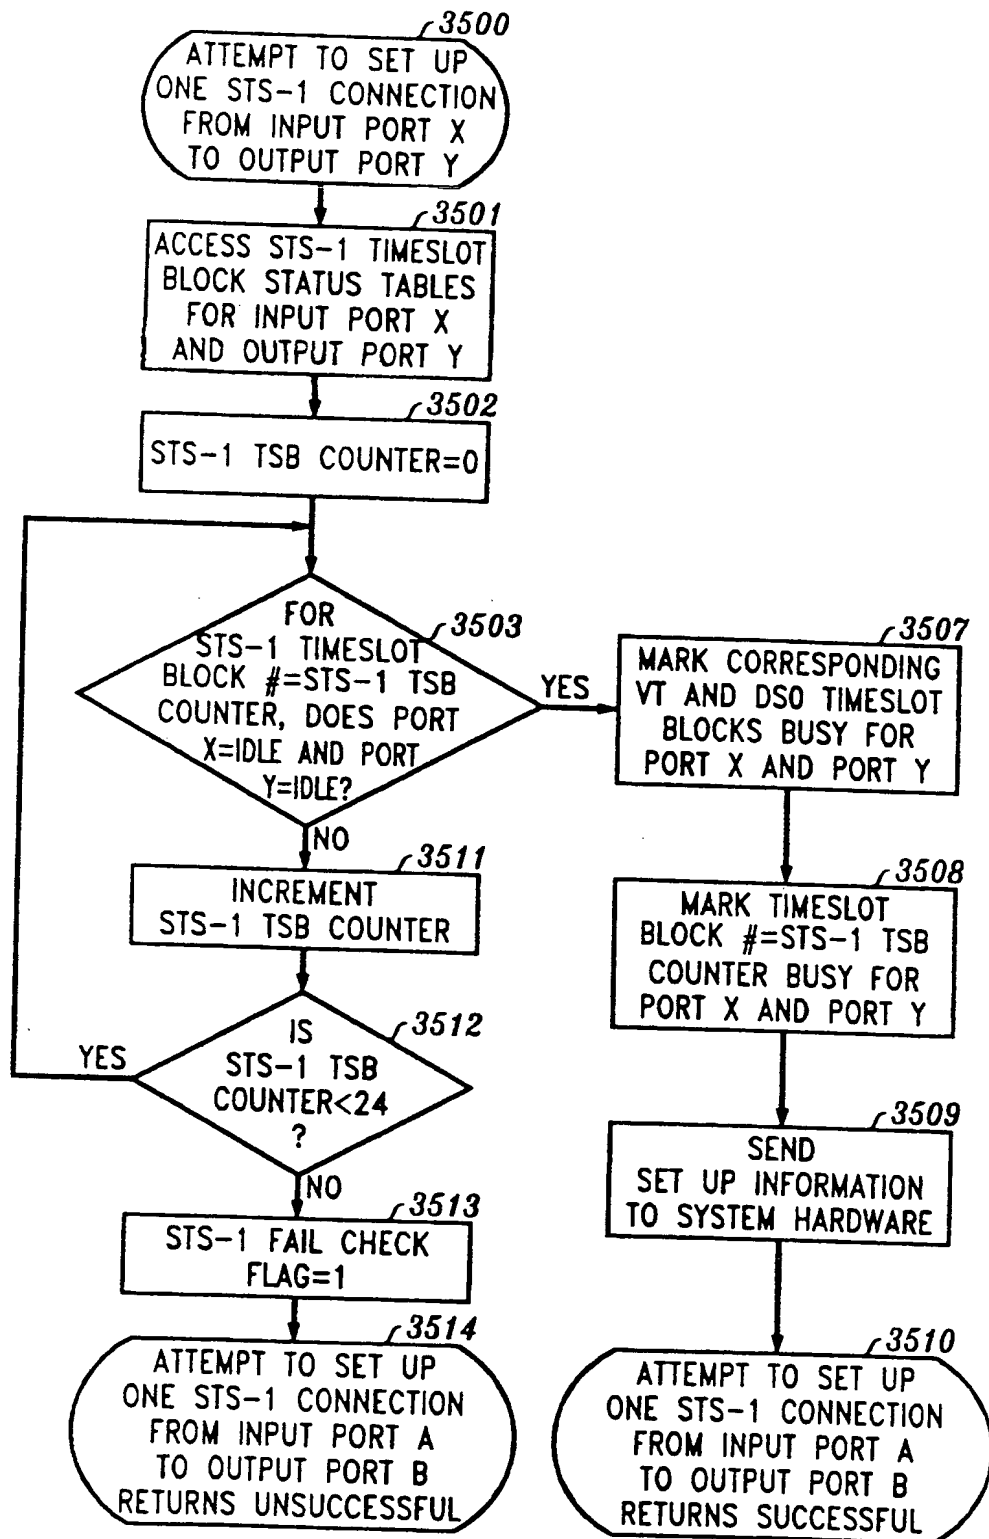 3500
ATTEMPT TO SET UP
ONE STS-1 CONNECTION
FROM INPUT PORT X
TO OUTPUT PORT Y
3501
ACCESS STS-1 TIMESLOT
BLOCK STATUS TABLES
FOR INPUT PORT X
AND OUTPUT PORT Y
3502
STS-1 TSB COUNTER=0
3503
FOR
STS-1 TIMESLOT
BLOCK #=STS-1 TSB
COUNTER, DOES PORT
X=IDLE AND PORT
Y=IDLE?
YES
NO
3507
MARK CORRESPONDING
VT AND DS0 TIMESLOT
BLOCKS BUSY FOR
PORT X AND PORT Y
3511
INCREMENT
STS-1 TSB COUNTER
3508
MARK TIMESLOT
BLOCK #=STS-1 TSB
COUNTER BUSY FOR
PORT X AND PORT Y
3512
IS
STS-1 TSB
COUNTER<24
?
YES
NO
3509
SEND
SET UP INFORMATION
TO SYSTEM HARDWARE
3513
STS-1 FAIL CHECK
FLAG=1
3514
ATTEMPT TO SET UP
ONE STS-1 CONNECTION
FROM INPUT PORT A
TO OUTPUT PORT B
RETURNS UNSUCCESSFUL
3510
ATTEMPT TO SET UP
ONE STS-1 CONNECTION
FROM INPUT PORT A
TO OUTPUT PORT B
RETURNS SUCCESSFUL